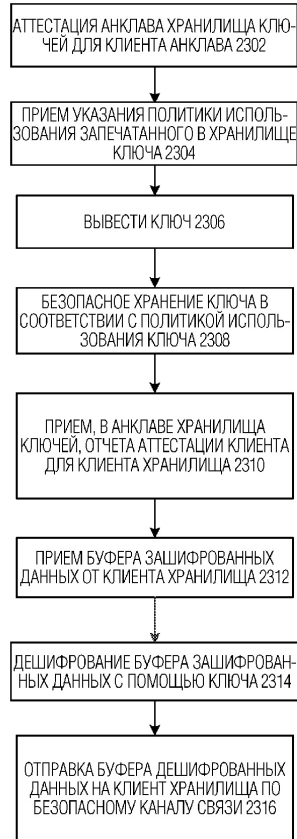 АТТЕСТАЦИЯ АНКЛАВА ХРАНИЛИЩА КЛЮ-
ЧЕЙ ДЛЯ КЛИЕНТА АНКЛАВА 2302
ПРИЕМ УКАЗАНИЯ ПОЛИТИКИ ИСПОЛЬ-
ЗОВАНИЯ ЗАПЕЧАТАННОГО В ХРАНИЛИЩЕ
КЛЮЧА 2304
ВЫВЕСТИ КЛЮЧ 2306
БЕЗОПАСНОЕ ХРАНЕНИЕ КЛЮЧА В
СООТВЕТСТВИИ С ПОЛИТИКОЙ ИСПОЛЬ-
ЗОВАНИЯ КЛЮЧА 2308
ПРИЕМ, В АНКЛАВЕ ХРАНИЛИЩА
КЛЮЧЕЙ, ОТЧЕТА АТТЕСТАЦИИ КЛИЕНТА
ДЛЯ КЛИЕНТА ХРАНИЛИЩА 2310
ПРИЕМ БУФЕРА ЗАШИФРОВАННЫХ
ДАННЫХ ОТ КЛИЕНТА ХРАНИЛИЩА 2312
ДЕШИФРОВАНИЕ БУФЕРА ЗАШИФРОВАН-
НЫХ ДАННЫХ С ПОМОЩЬЮ КЛЮЧА 2314
ОТПРАВКА БУФЕРА ДЕШИФРОВАННЫХ
ДАННЫХ НА КЛИЕНТ ХРАНИЛИЩА ПО
БЕЗОПАСНОМУ КАНАЛУ СВЯЗИ 2316